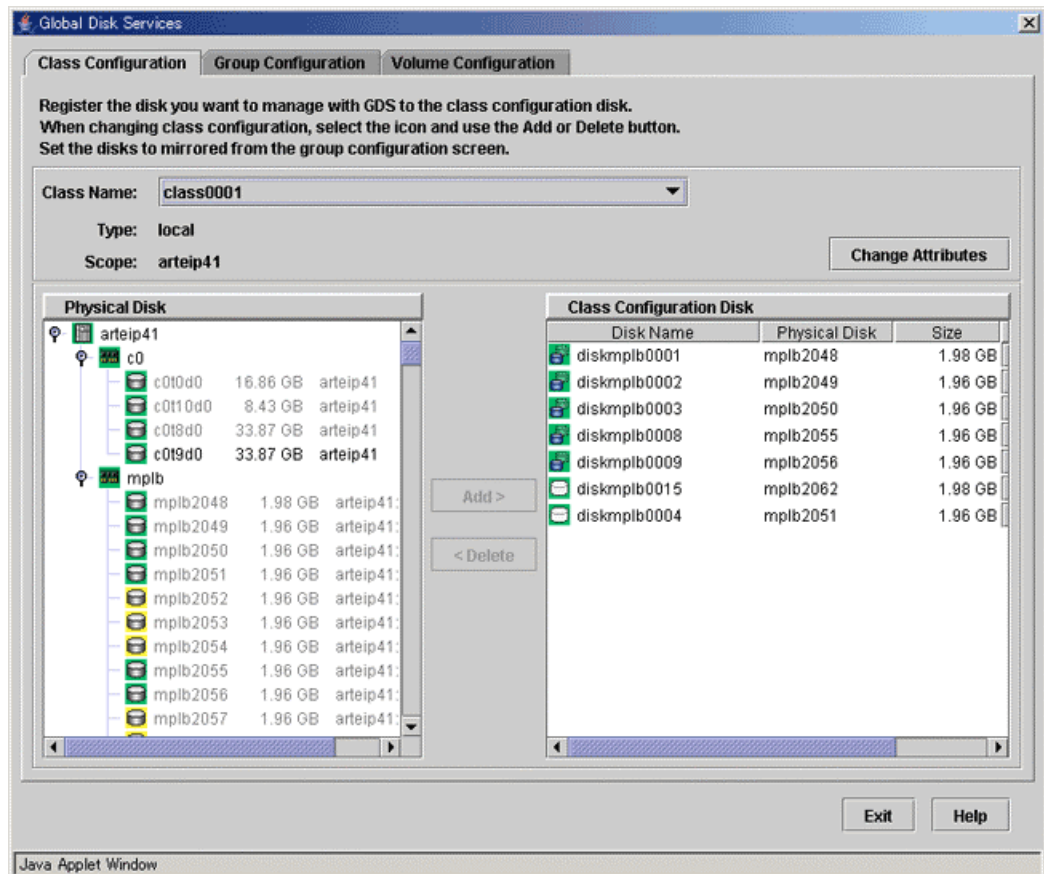 Global Disk Services
Class Configuration Group Configuration Volume Configuration
Register the disk you want to manage with GDS to the class configuration disk.
When changing class configuration, select the icon and use the Add or Delete button.
Set the disks to mirrored from the group configuration screen.
Class Name: class0001
Type: local
Scope: arteip41
Change Attributes
Physical Disk
arteip41
c0
c0t0d0 16.86 GB arteip41
c0t10d0 8.43 GB arteip41
c0t8d0 33.87 GB arteip41
c0t9d0 33.87 GB arteip41
mplb
mplb2048 1.98 GB arteip41:
mplb2049 1.96 GB arteip41:
mplb2050 1.96 GB arteip41:
mplb2051 1.96 GB arteip41:
mplb2052 1.96 GB arteip41:
mplb2053 1.96 GB arteip41:
mplb2054 1.96 GB arteip41:
mplb2055 1.96 GB arteip41:
mplb2056 1.96 GB arteip41:
mplb2057 1.96 GB arteip41:
Add >
< Delete
Class Configuration Disk
Disk Name Physical Disk Size
diskmplb0001 mplb2048 1.98 GB
diskmplb0002 mplb2049 1.96 GB
diskmplb0003 mplb2050 1.96 GB
diskmplb0008 mplb2055 1.96 GB
diskmplb0009 mplb2056 1.96 GB
diskmplb0015 mplb2062 1.98 GB
diskmplb0004 mplb2051 1.96 GB
Exit Help
Java Applet Window